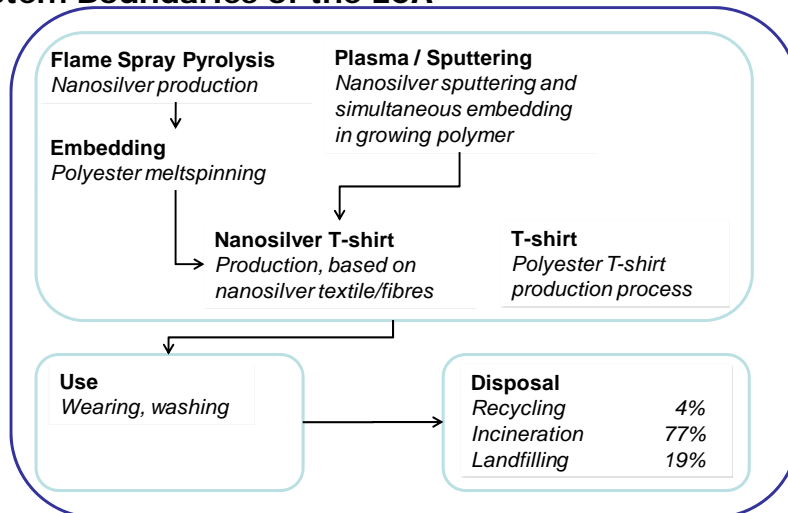 Flame Spray Pyrolysis
Nanosilver production
Plasma / Sputtering
Nanosilver sputtering and
simultaneous embedding
in growing polymer
Embedding
Polyester meltspinning
Nanosilver T-shirt
Production, based on
nanosilver textile/fibres
T-shirt
Polyester T-shirt
production process
Use
Wearing, washing
Disposal
Recycling 4%
Incineration 77%
Landfilling 19%